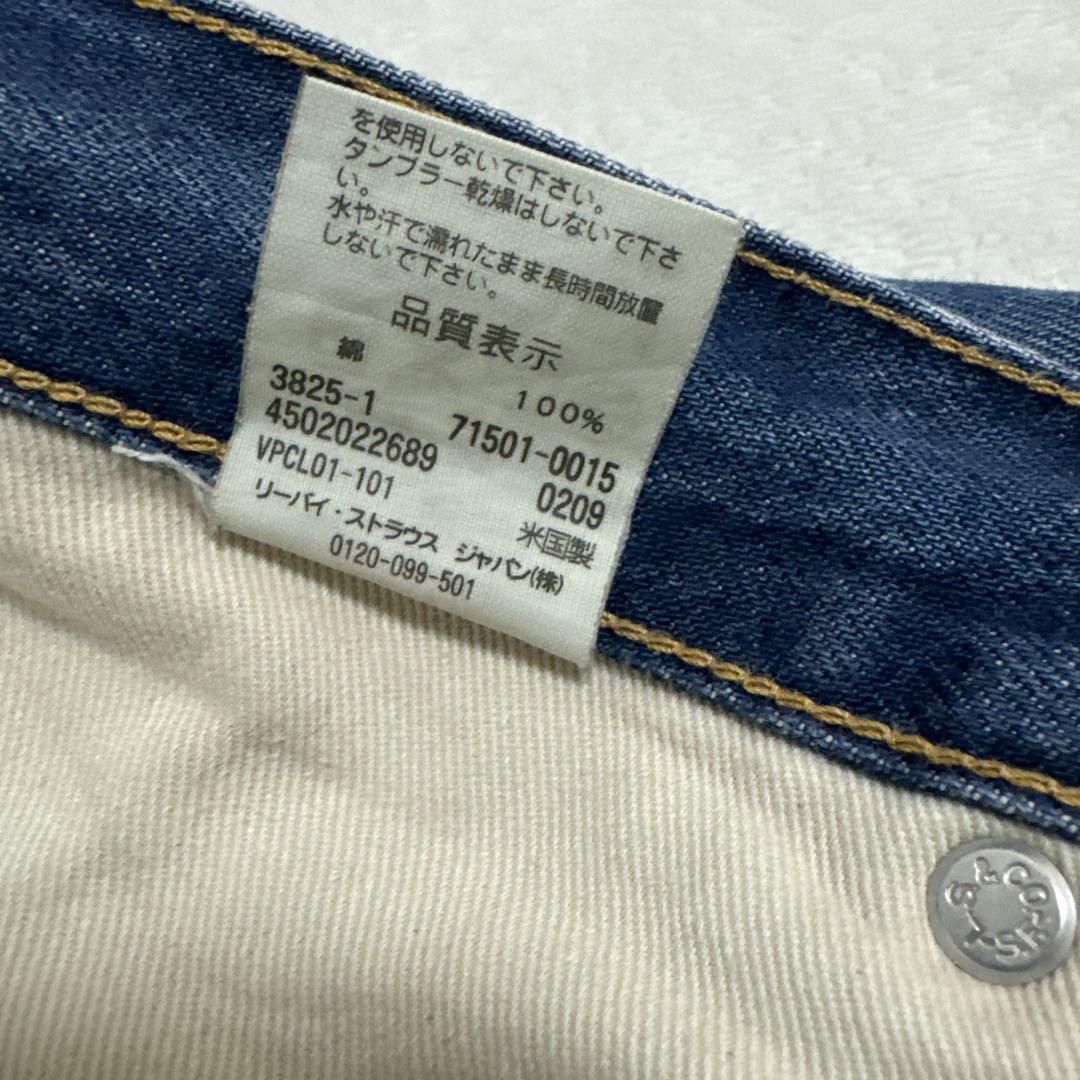 を使用しないで下さい。
タンブラー乾燥はしないで下さ
い。
水や汗で濡れたまま長時間放置
しないで下さい。
品質表示
綿 100%
3825-1 71501-0015
4502022689 0209
VPCL01-101 米国製
リーバイ・ストラウス ジャパン(株)
0120-099-501
L.S.&CO.-S.F.